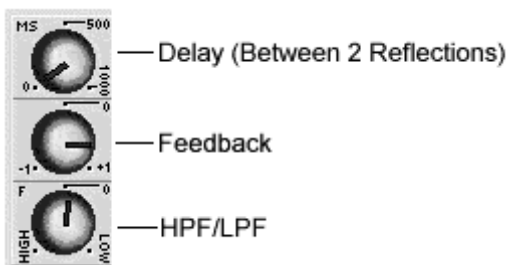 MS 500
Delay (Between 2 Reflections)
0 1000
0
Feedback
-1 +1
F 0
HPF/LPF
HIGH LOW